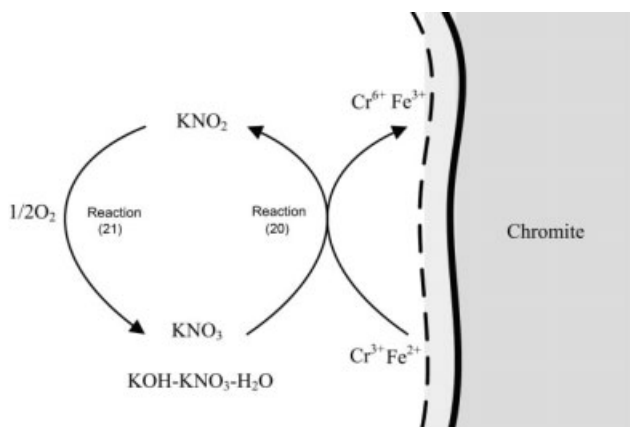 Cr⁶⁺ Fe³⁺
KNO₂
1/2O₂
Reaction
(21)
Reaction
(20)
Chromite
KNO₃
Cr³⁺Fe²⁺
KOH-KNO₃-H₂O